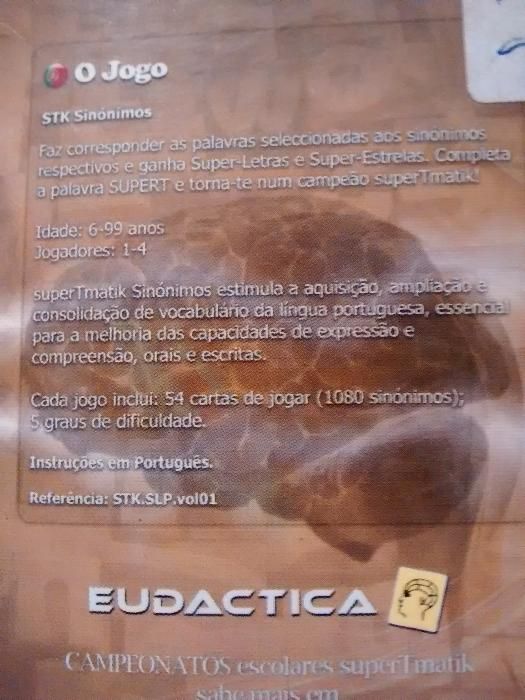 O Jogo
STK Sinónimos
Faz corresponder as palavras seleccionadas aos sinónimos
respectivos e ganha Super-Letras e Super-Estrelas. Completa
a palavra SUPERT e torna-te num campeão superTmatik!
Idade: 6-99 anos
Jogadores: 1-4
superTmatik Sinónimos estimula a aquisição, ampliação e
consolidação de vocabulário da língua portuguesa, essencial
para a melhoria das capacidades de expressão e
compreensão, orais e escritas.
Cada jogo inclui: 54 cartas de jogar (1080 sinónimos);
5 graus de dificuldade.
Instruções em Português.
Referência: STK.SLP.vol01
EUDACTICA
CAMPEONATOS escolares superTmatik
sabe mais em